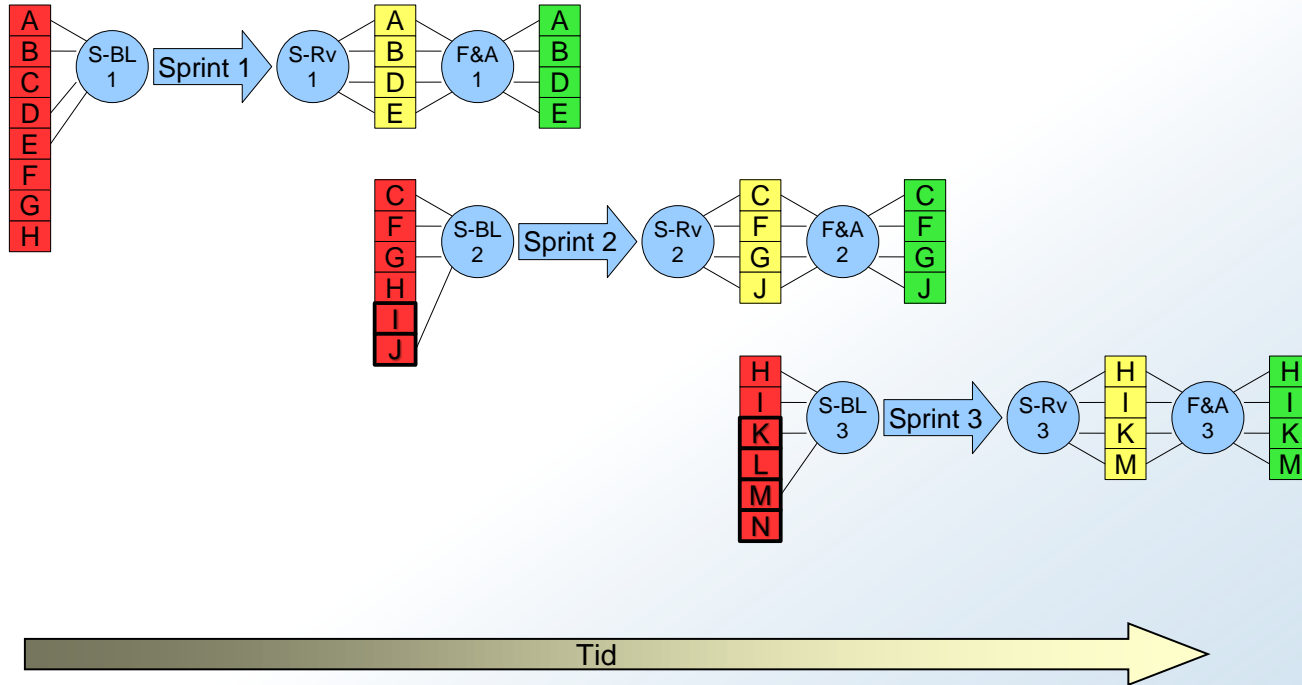 A
B
C
D
E
F
G
H
S-BL
1
Sprint 1
S-Rv
1
A
B
D
E
F&A
1
A
B
D
E
C
F
G
H
I
J
S-BL
2
Sprint 2
S-Rv
2
C
F
G
J
F&A
2
C
F
G
J
H
I
K
L
M
N
S-BL
3
Sprint 3
S-Rv
3
H
I
K
M
F&A
3
H
I
K
M
Tid